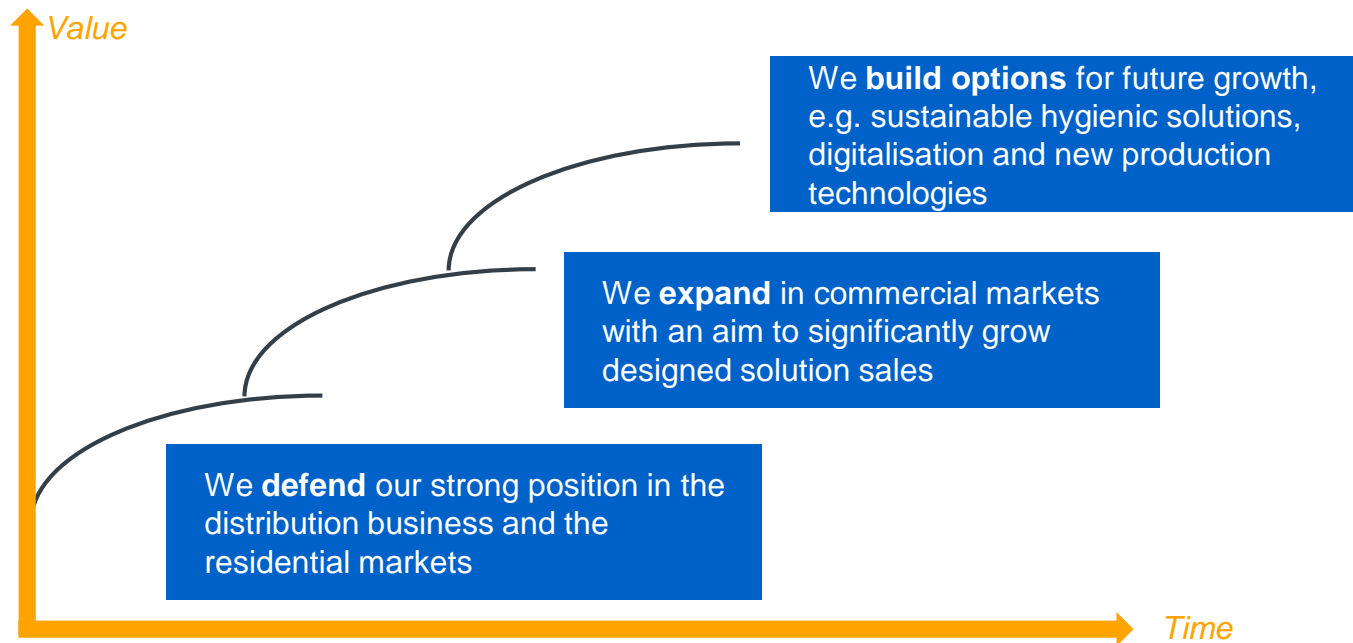 Value
We build options for future growth,
e.g. sustainable hygienic solutions,
digitalisation and new production
technologies
We expand in commercial markets
with an aim to significantly grow
designed solution sales
We defend our strong position in the
distribution business and the
residential markets
Time